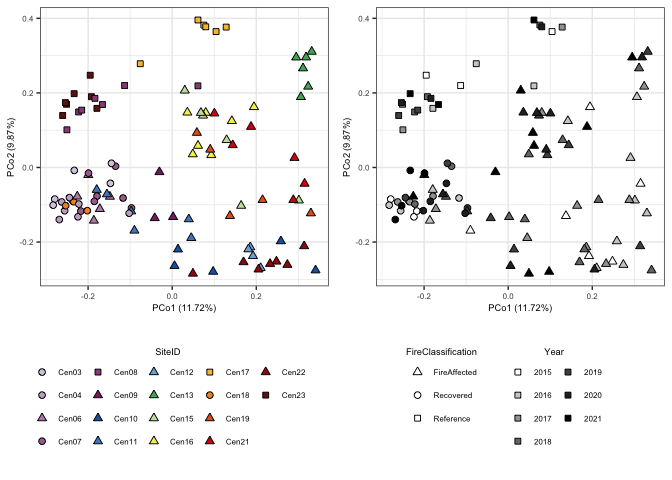 0.4
0.2
0.0
-0.2
PCo2 (9.87%)
-0.2
0.0
0.2
PCo1 (11.72%)
0.4
0.2
0.0
-0.2
PCo2 (9.87%)
-0.2
0.0
0.2
PCo1 (11.72%)
SiteID
Cen03 Cen08 Cen12 Cen17 Cen22
Cen04 Cen09 Cen13 Cen18 Cen23
Cen06 Cen10 Cen15 Cen19
Cen07 Cen11 Cen16 Cen21
FireClassification
FireAffected
Recovered
Reference
Year
2015 2019
2016 2020
2017 2021
2018